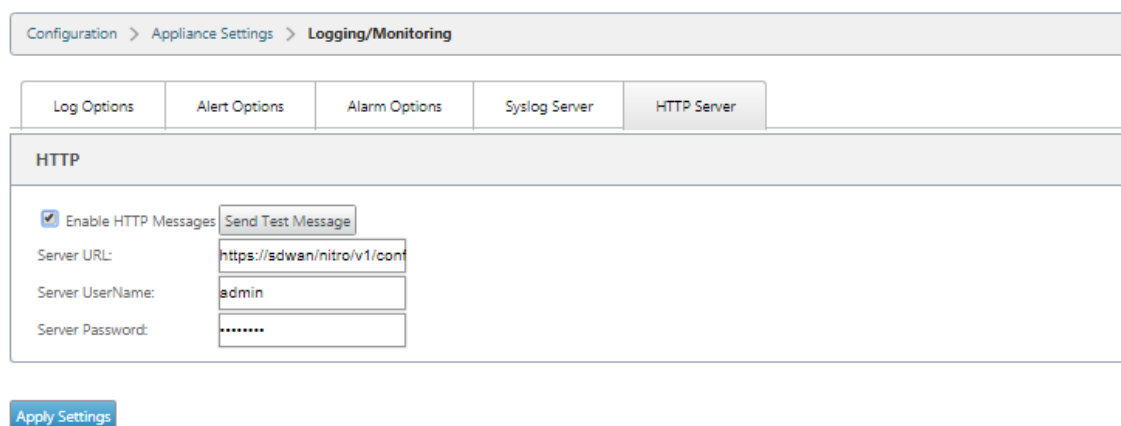 Configuration > Appliance Settings > Logging/Monitoring
Log Options Alert Options Alarm Options Syslog Server HTTP Server
HTTP
Enable HTTP Messages Send Test Message
Server URL: https://sdwan/nitro/v1/conf
Server UserName: admin
Server Password: ••••••••
Apply Settings